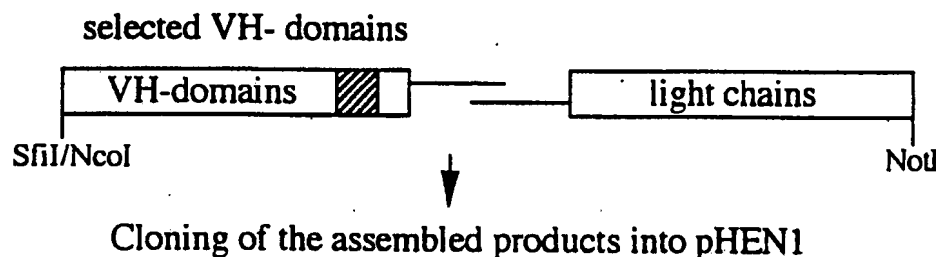 selected VH- domains
VH-domains
light chains
SfiI/NcoI
NotI
Cloning of the assembled products into pHEN1